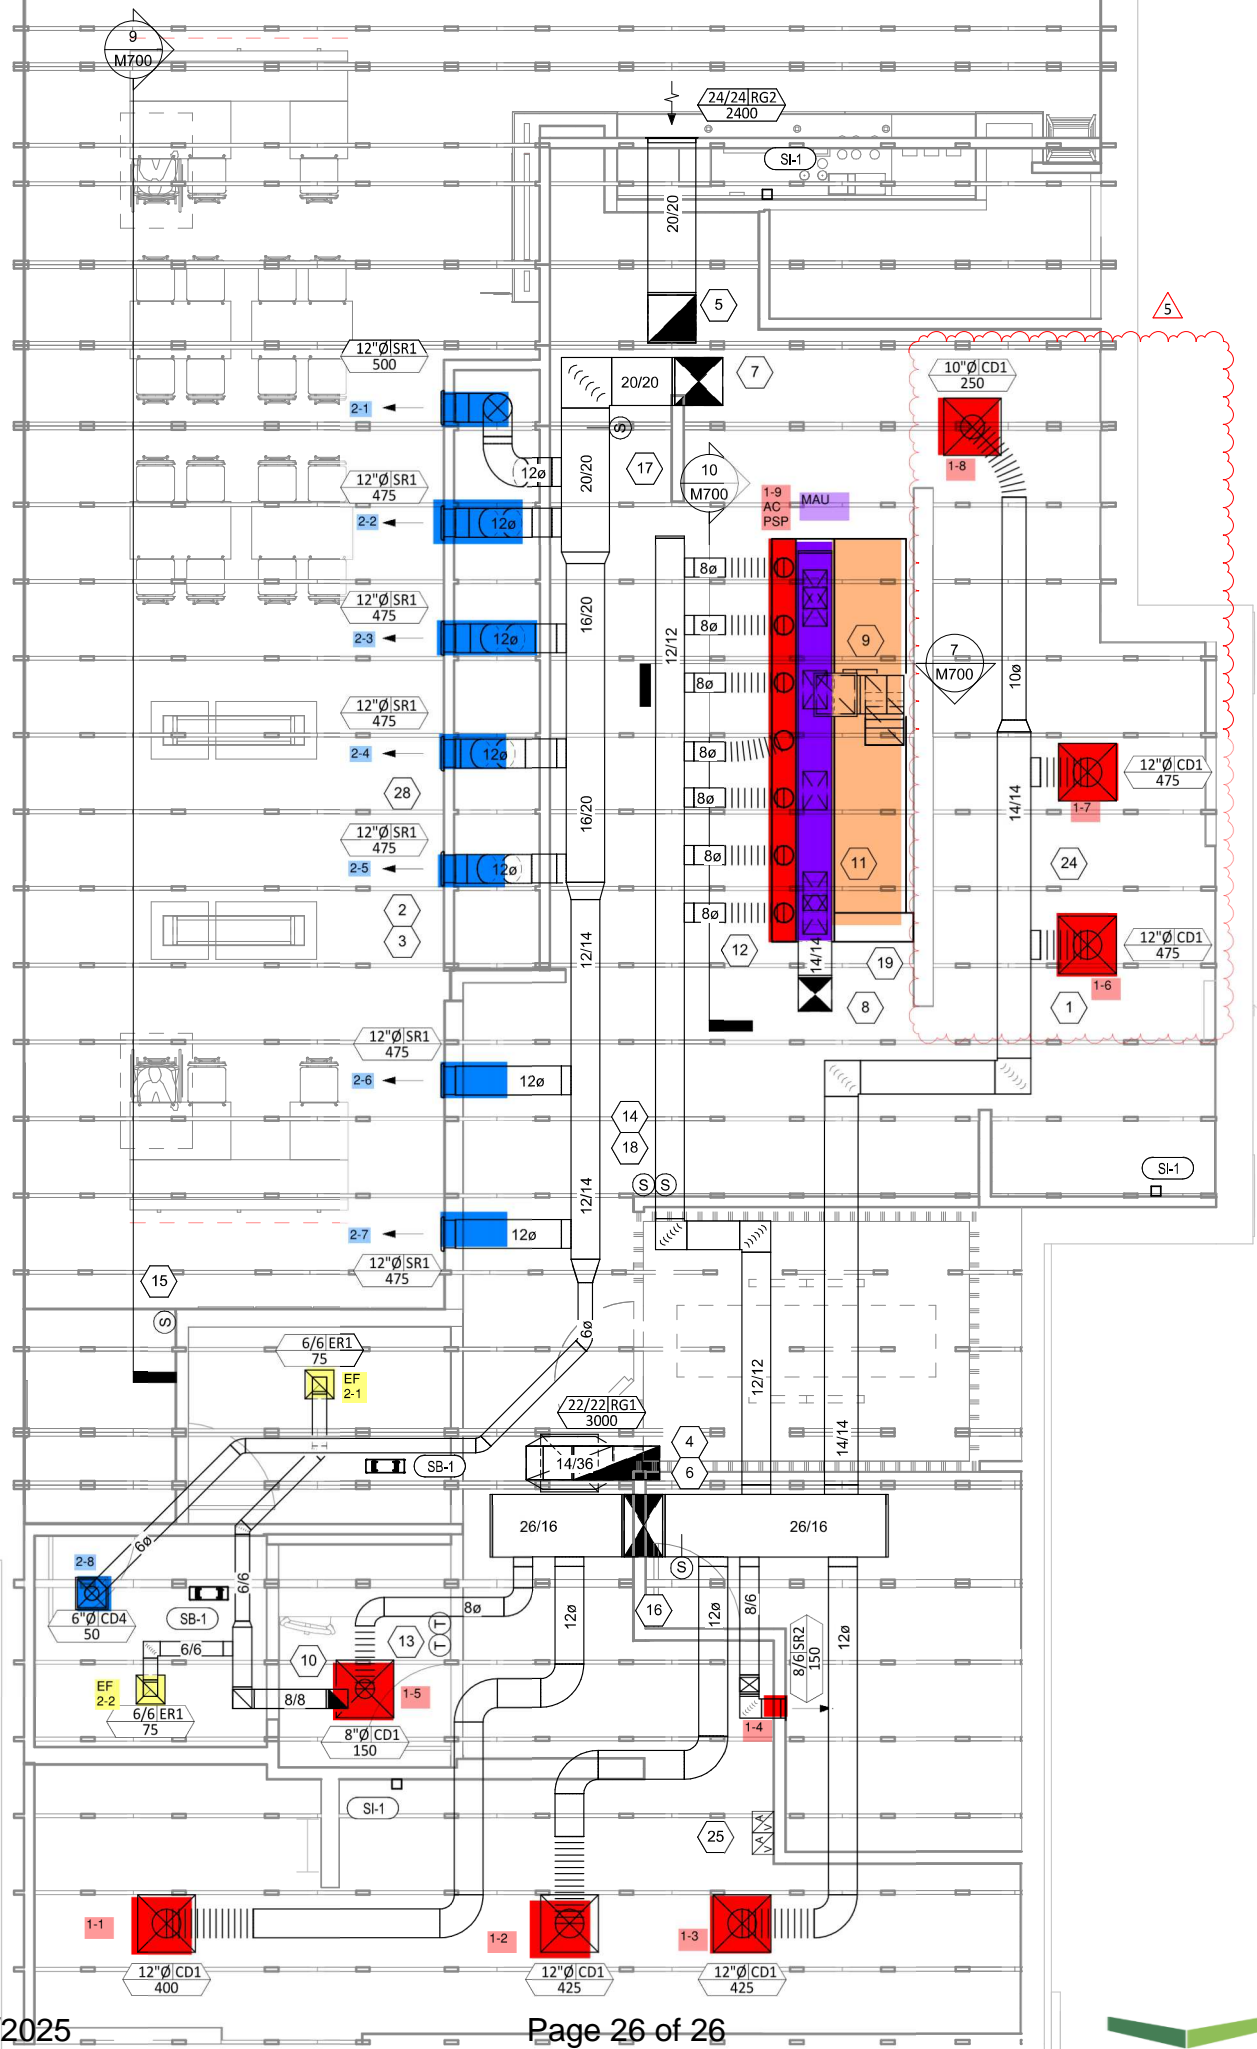 9
M700
24/24 RG2
2400
SI-1
20/20
5
5
12"Ø SR1
500
20/20
7
10"Ø CD1
250
2-1
S
12ø
20/20
17
10
M700
1-8
12"Ø SR1
475
1-9
AC
PSP
MAU
2-2
12ø
8ø
12"Ø SR1
475
16/20
8ø
2-3
12ø
12/12
9
7
M700
10ø
8ø
12"Ø SR1
475
2-4
12ø
8ø
12"Ø CD1
475
28
16/20
8ø
14/14
1-7
12"Ø SR1
475
2-5
12ø
8ø
11
24
2
3
8ø
12/14
12
14/14
19
12"Ø CD1
475
1-6
8
1
12"Ø SR1
475
2-6
12ø
14
18
SI-1
S
S
12/14
2-7
12ø
12"Ø SR1
475
15
S
6ø
6/6 ER1
75
EF
2-1
12/12
22/22 RG1
3000
14/14
4
14/36
6
SB-1
26/16
26/16
6ø
2-8
S
6/6
6"Ø CD4
50
SB-1
8ø
12ø
16
12ø
8/6
12ø
T
T
13
8/6 SR2
150
6/6
10
EF
2-2
8/8
1-5
6/6 ER1
75
8"Ø CD1
150
1-4
SI-1
25
A
V
A
V
1-1
1-2
1-3
12"Ø CD1
400
12"Ø CD1
425
12"Ø CD1
425
2025
Page 26 of 26